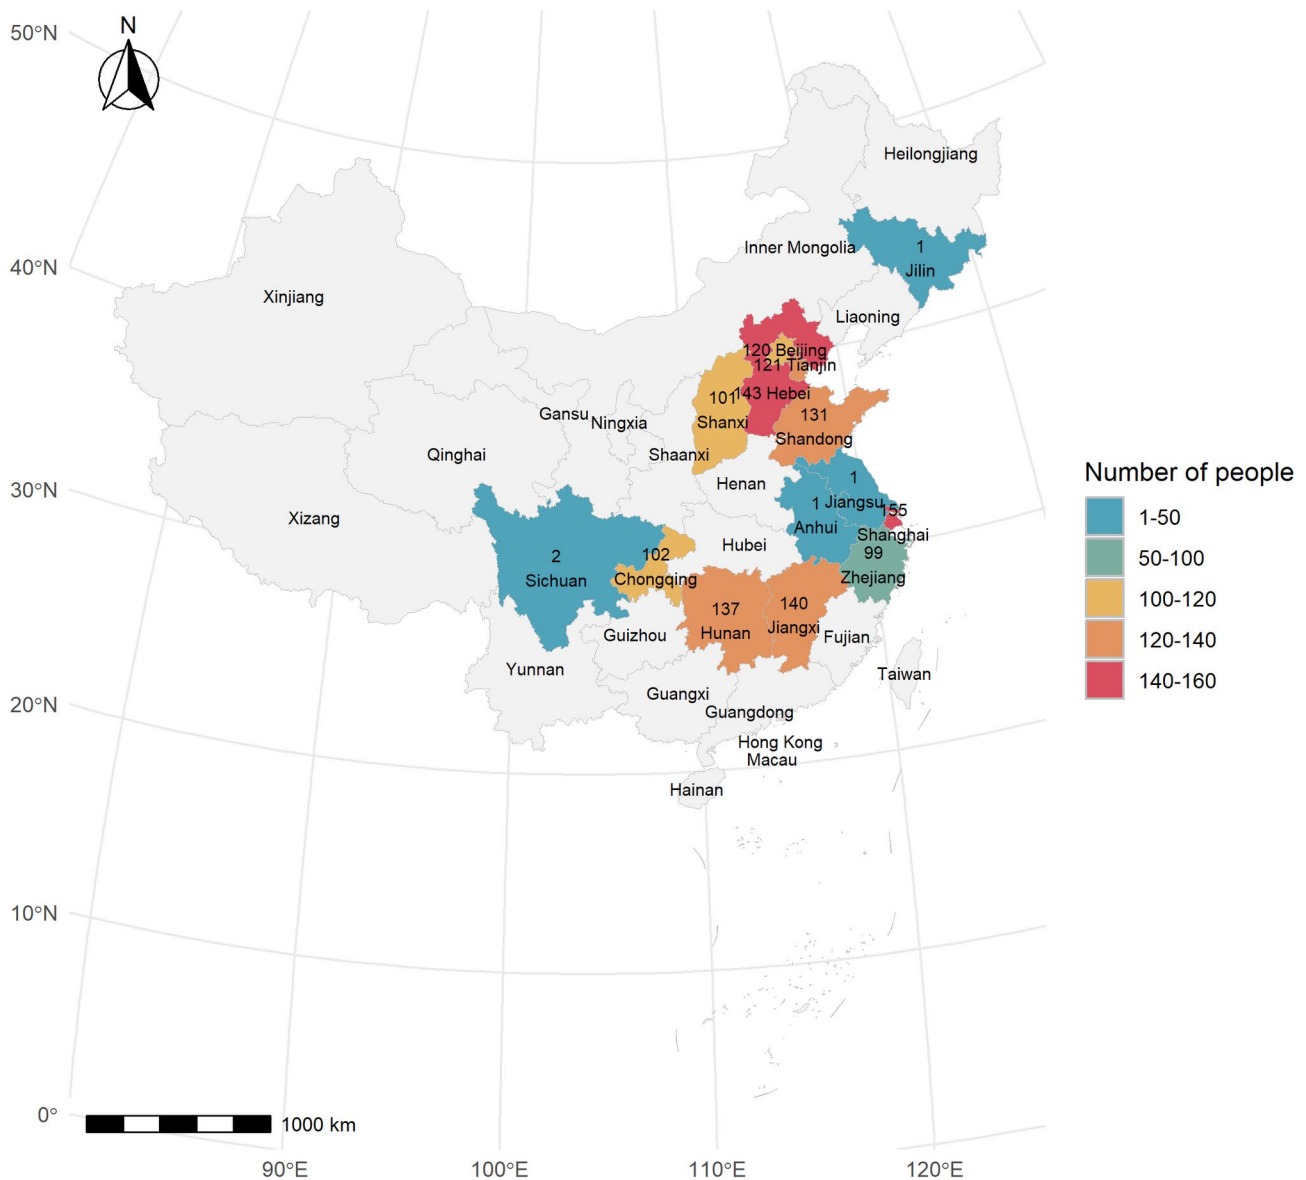 50°N
N
Heilongjiang
1
Jilin
Inner Mongolia
40°N
Xinjiang
Liaoning
120 Beijing
121 Tianjin
143 Hebei
101
Shanxi
131
Shandong
Gansu
Ningxia
Qinghai
Shaanxi
Henan
30°N
Xizang
1
Jiangsu
1
Anhui
155
Shanghai
Hubei
99
Zhejiang
2
Sichuan
102
Chongqing
137
Hunan
140
Jiangxi
Guizhou
Fujian
Yunnan
Taiwan
Guangxi
Guangdong
20°N
Hong Kong
Macau
Hainan
10°N
0°
1000 km
90°E
100°E
110°E
120°E
Number of people
1-50
50-100
100-120
120-140
140-160